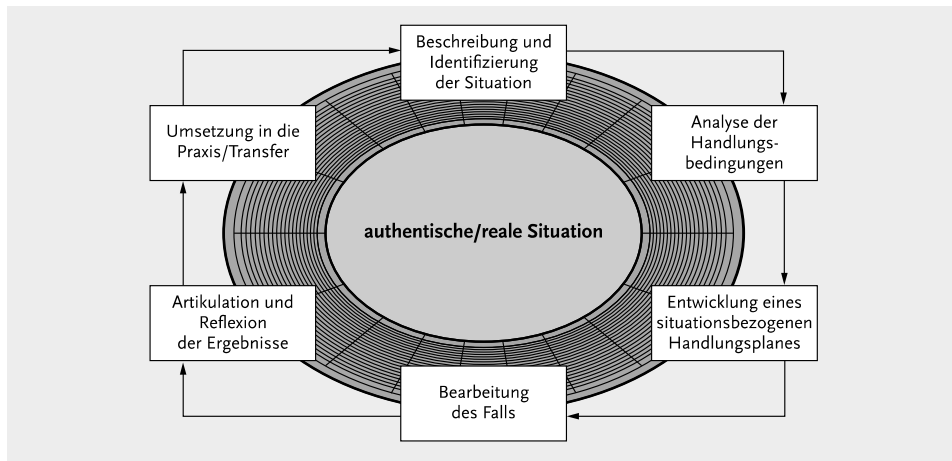 Beschreibung und
Identifizierung
der Situation
Analyse der
Handlungs-
bedingungen
Entwicklung eines
situationsbezogenen
Handlungsplanes
Bearbeitung
des Falls
Artikulation und
Reflexion
der Ergebnisse
Umsetzung in die
Praxis/Transfer
authentische/reale Situation